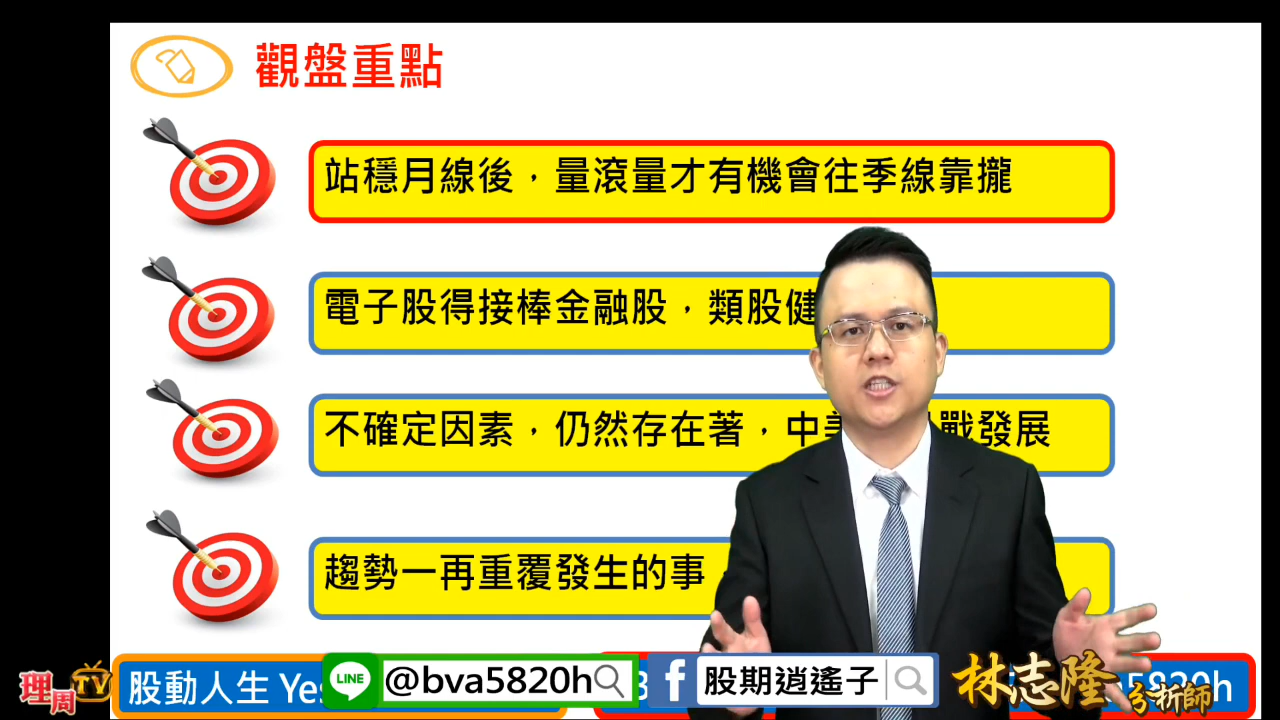 觀盤重點
站穩月線後，量滾量才有機會往季線靠攏
電子股得接棒金融股，類股健
不確定因素，仍然存在著，中美 戰發展
趨勢一再重覆發生的事
理周TV
股動人生 Yes
LINE
@bva5820h
f
股期逍遙子
林志隆
分析師
5820h